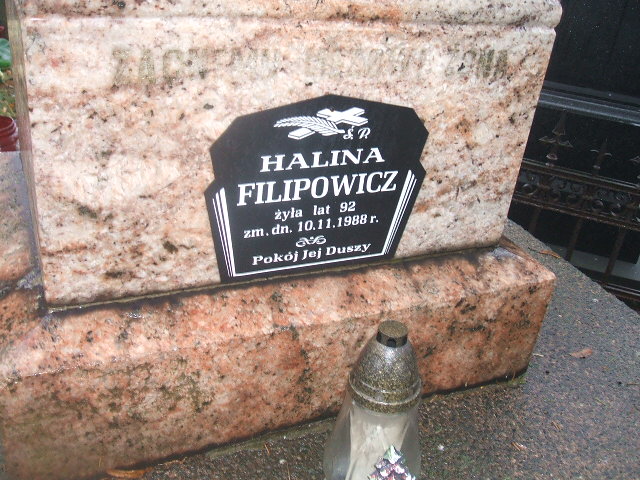 Ś. P.
HALINA
FILIPOWICZ
żyła lat 92
zm. dn. 10.11.1988 r.
Pokój Jej Duszy